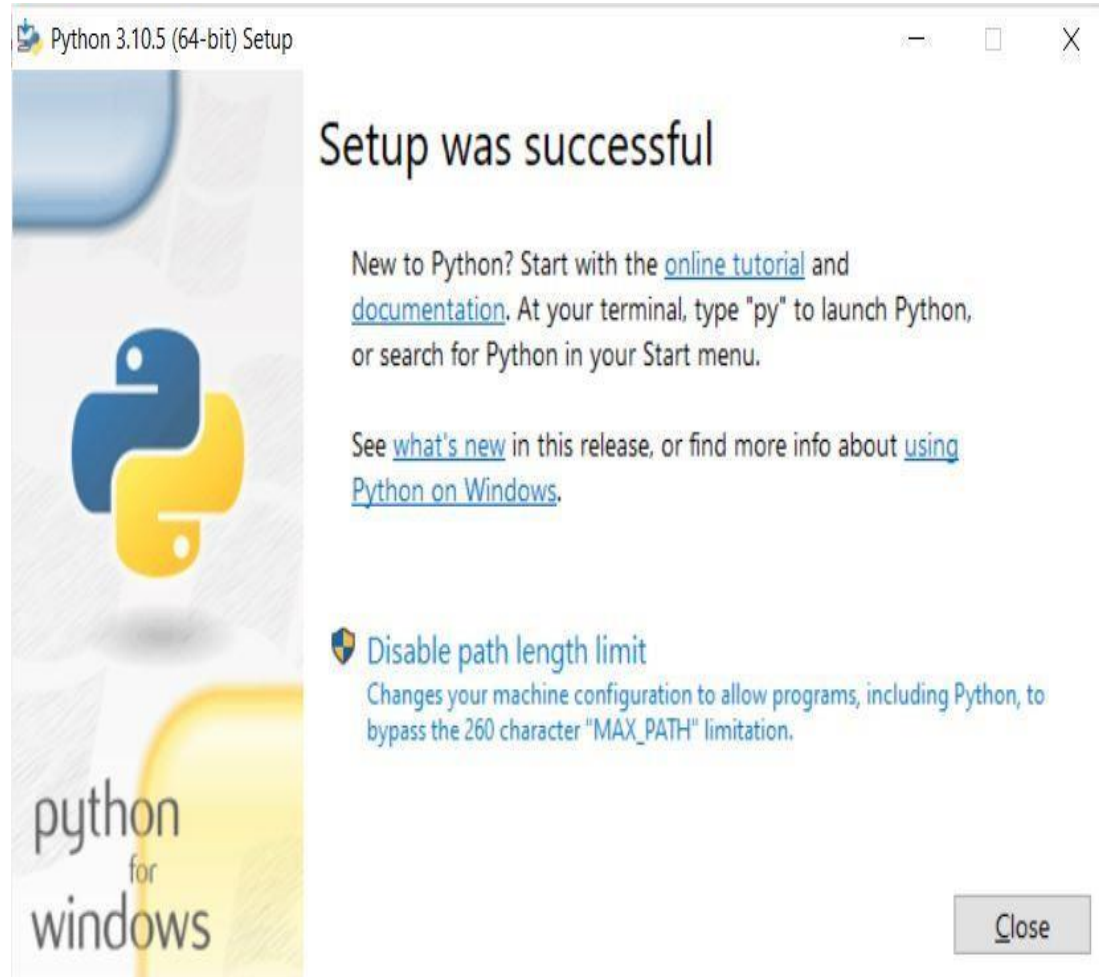 Python 3.10.5 (64-bit) Setup
Setup was successful
New to Python? Start with the online tutorial and
documentation. At your terminal, type "py" to launch Python,
or search for Python in your Start menu.
See what's new in this release, or find more info about using
Python on Windows.
Disable path length limit
Changes your machine configuration to allow programs, including Python, to
bypass the 260 character "MAX_PATH" limitation.
python
for
windows
Close